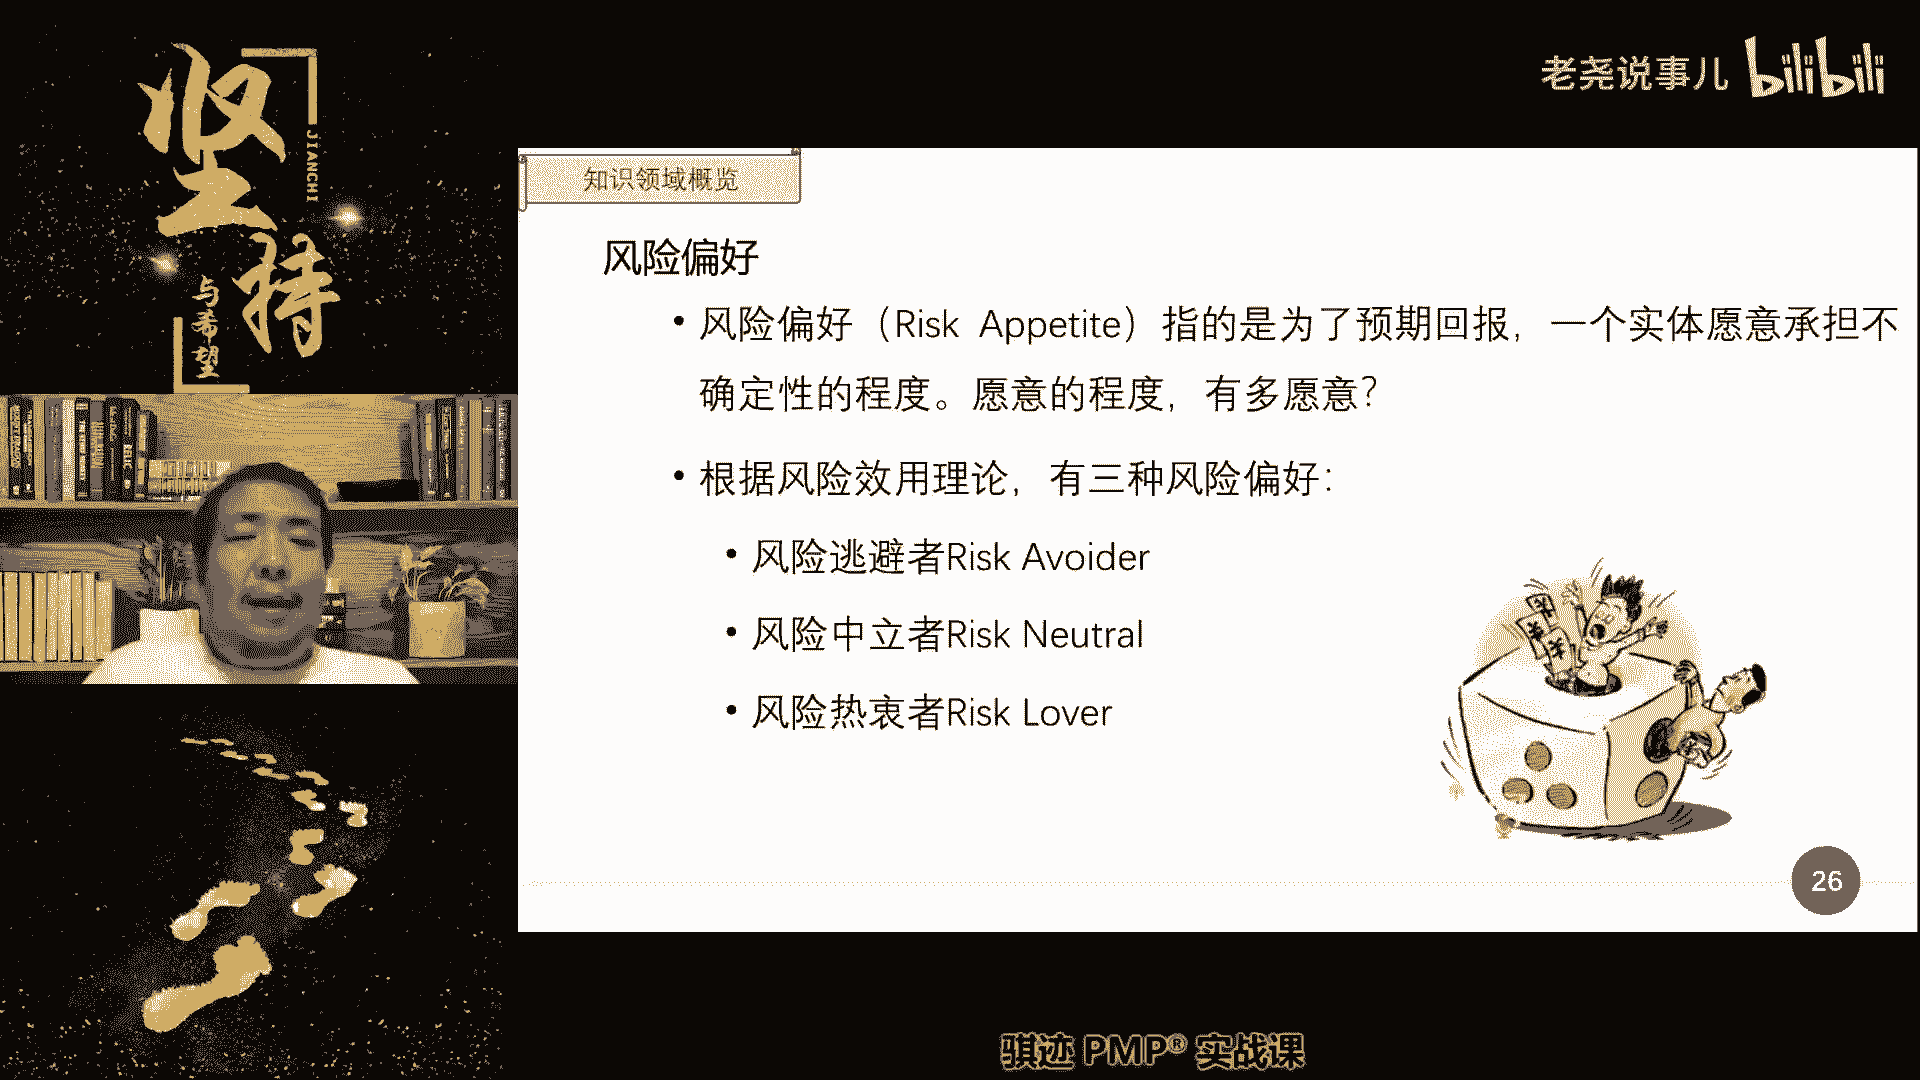 坚持
JIANCHI
与希望
老尧说事儿 bilibili
知识领域概览
风险偏好
• 风险偏好（Risk Appetite）指的是为了预期回报，一个实体愿意承担不
确定性的程度。愿意的程度，有多愿意？
• 根据风险效用理论，有三种风险偏好：
• 风险逃避者Risk Avoider
• 风险中立者Risk Neutral
• 风险热衷者Risk Lover
26
骐迹 PMP® 实战课